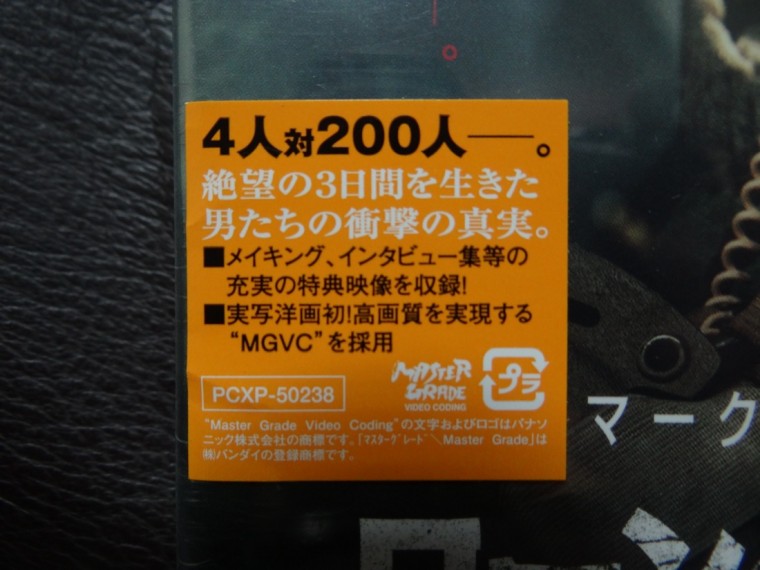 4人対200人──。
絶望の3日間を生きた
男たちの衝撃の真実。
■メイキング、インタビュー集等の
充実の特典映像を収録!
■実写洋画初!高画質を実現する
“MGVC”を採用
PCXP-50238
MASTER
GRADE
VIDEO CODING
プラ
“Master Grade Video Coding”の文字およびロゴはパナソ
ニック株式会社の商標です。「ﾏｽﾀｰｸﾞﾚｰﾄﾞ＼Master Grade」は
㈱バンダイの登録商標です。
マーク